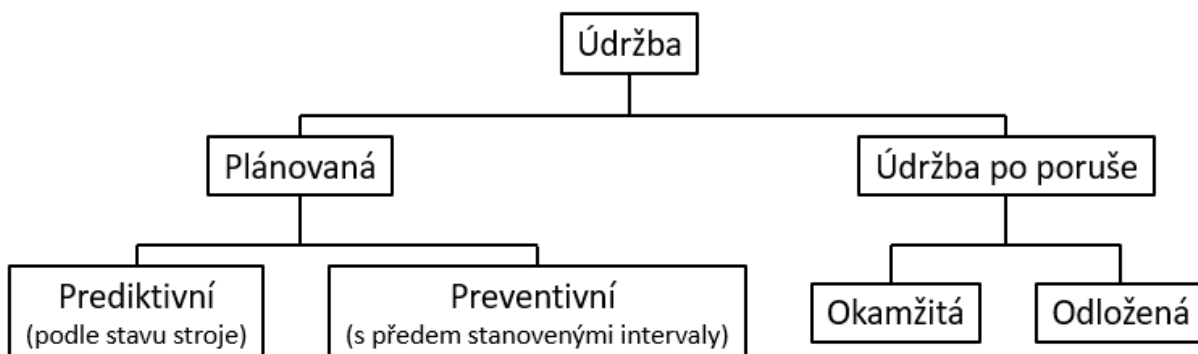 Údržba
Plánovaná
Údržba po poruše
Prediktivní
(podle stavu stroje)
Preventivní
(s předem stanovenými intervaly)
Okamžitá
Odložená